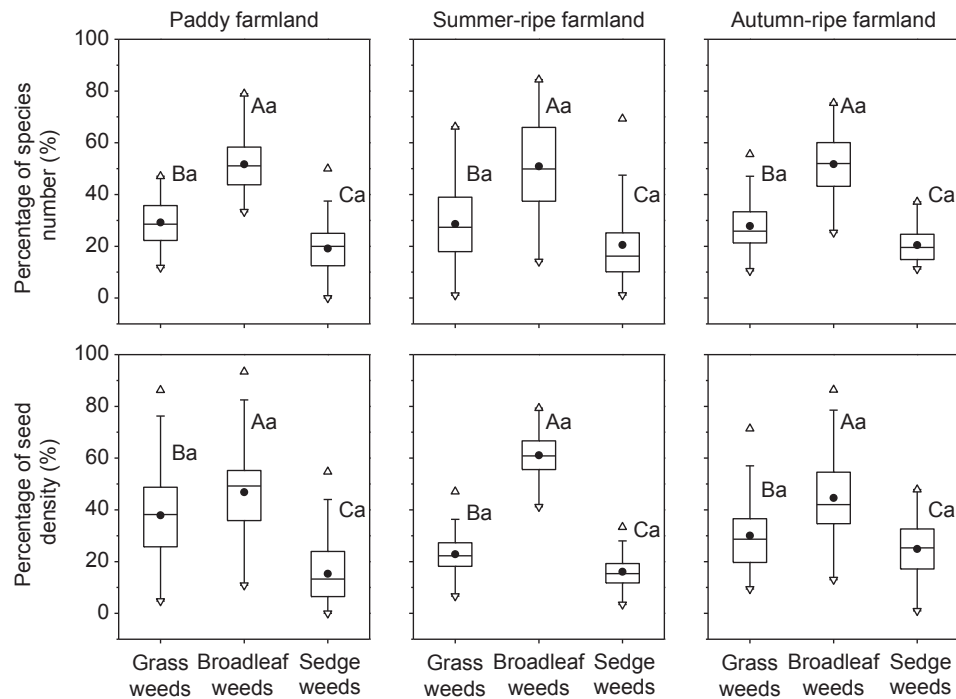 Paddy farmland
Summer-ripe farmland
Autumn-ripe farmland
Percentage of species
number (%)
100
80
60
40
20
0
Ba
Aa
Ca
Ba
Aa
Ca
Ba
Aa
Ca
Percentage of seed
density (%)
100
80
60
40
20
0
Ba
Aa
Ca
Ba
Aa
Ca
Ba
Aa
Ca
Grass
weeds
Broadleaf
weeds
Sedge
weeds
Grass
weeds
Broadleaf
weeds
Sedge
weeds
Grass
weeds
Broadleaf
weeds
Sedge
weeds